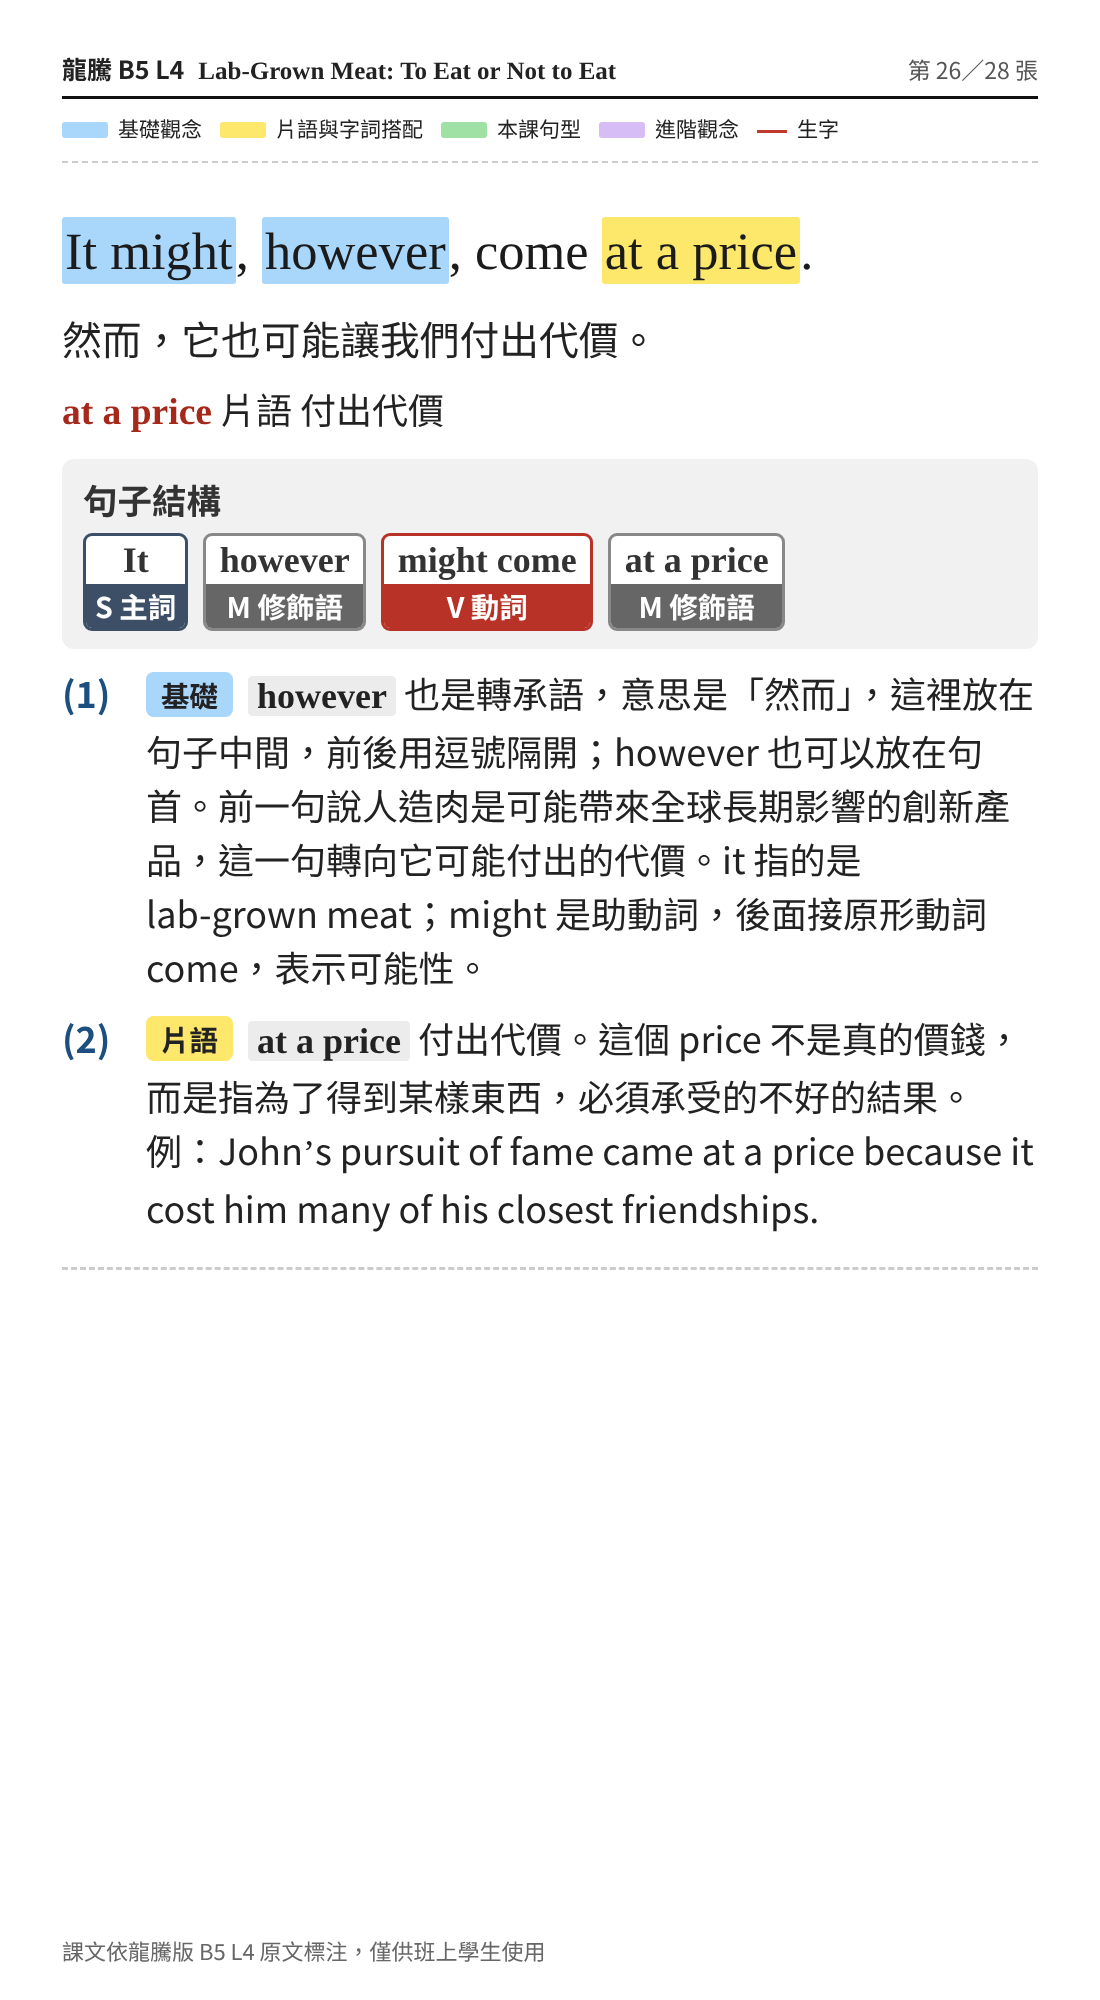 龍騰 B5 L4 Lab-Grown Meat: To Eat or Not to Eat 第 26／28 張
基礎觀念 片語與字詞搭配 本課句型 進階觀念 生字
It might, however, come at a price.
然而，它也可能讓我們付出代價。
at a price 片語 付出代價
句子結構
It however might come at a price
S 主詞 M 修飾語 V 動詞 M 修飾語
(1) 基礎 however 也是轉承語，意思是「然而」，這裡放在
句子中間，前後用逗號隔開；however 也可以放在句
首。前一句說人造肉是可能帶來全球長期影響的創新產
品，這一句轉向它可能付出的代價。it 指的是
lab-grown meat；might 是助動詞，後面接原形動詞
come，表示可能性。
(2) 片語 at a price 付出代價。這個 price 不是真的價錢，
而是指為了得到某樣東西，必須承受的不好的結果。
例：John’s pursuit of fame came at a price because it
cost him many of his closest friendships.
課文依龍騰版 B5 L4 原文標注，僅供班上學生使用